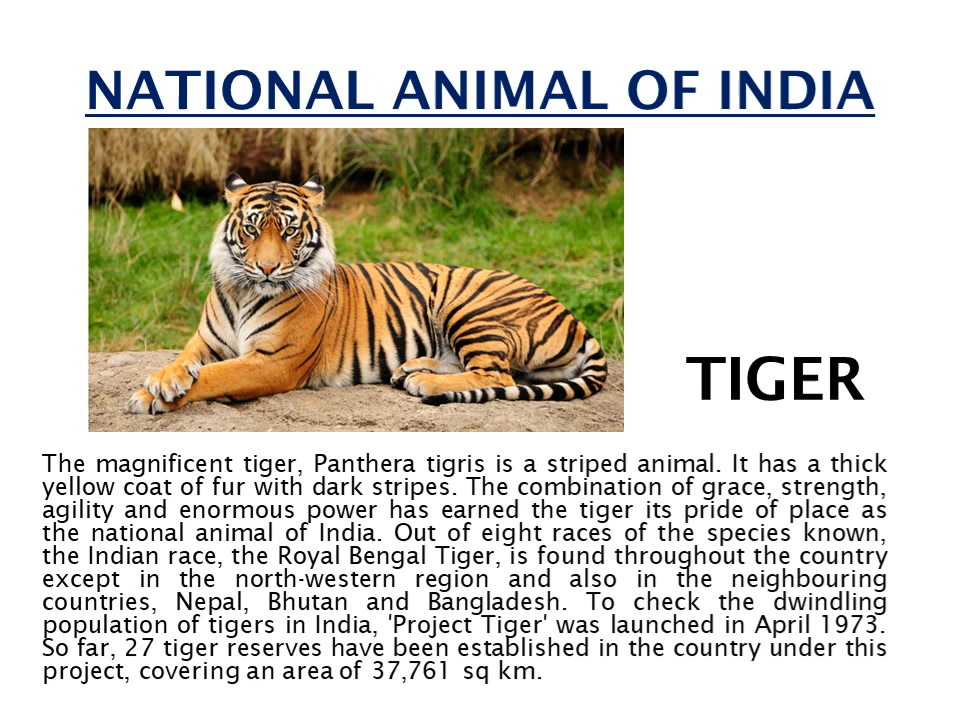 NATIONAL ANIMAL OF INDIA
TIGER
The magnificent tiger, Panthera tigris is a striped animal. It has a thick
yellow coat of fur with dark stripes. The combination of grace, strength,
agility and enormous power has earned the tiger its pride of place as
the national animal of India. Out of eight races of the species known,
the Indian race, the Royal Bengal Tiger, is found throughout the country
except in the north-western region and also in the neighbouring
countries, Nepal, Bhutan and Bangladesh. To check the dwindling
population of tigers in India, 'Project Tiger' was launched in April 1973.
So far, 27 tiger reserves have been established in the country under this
project, covering an area of 37,761 sq km.